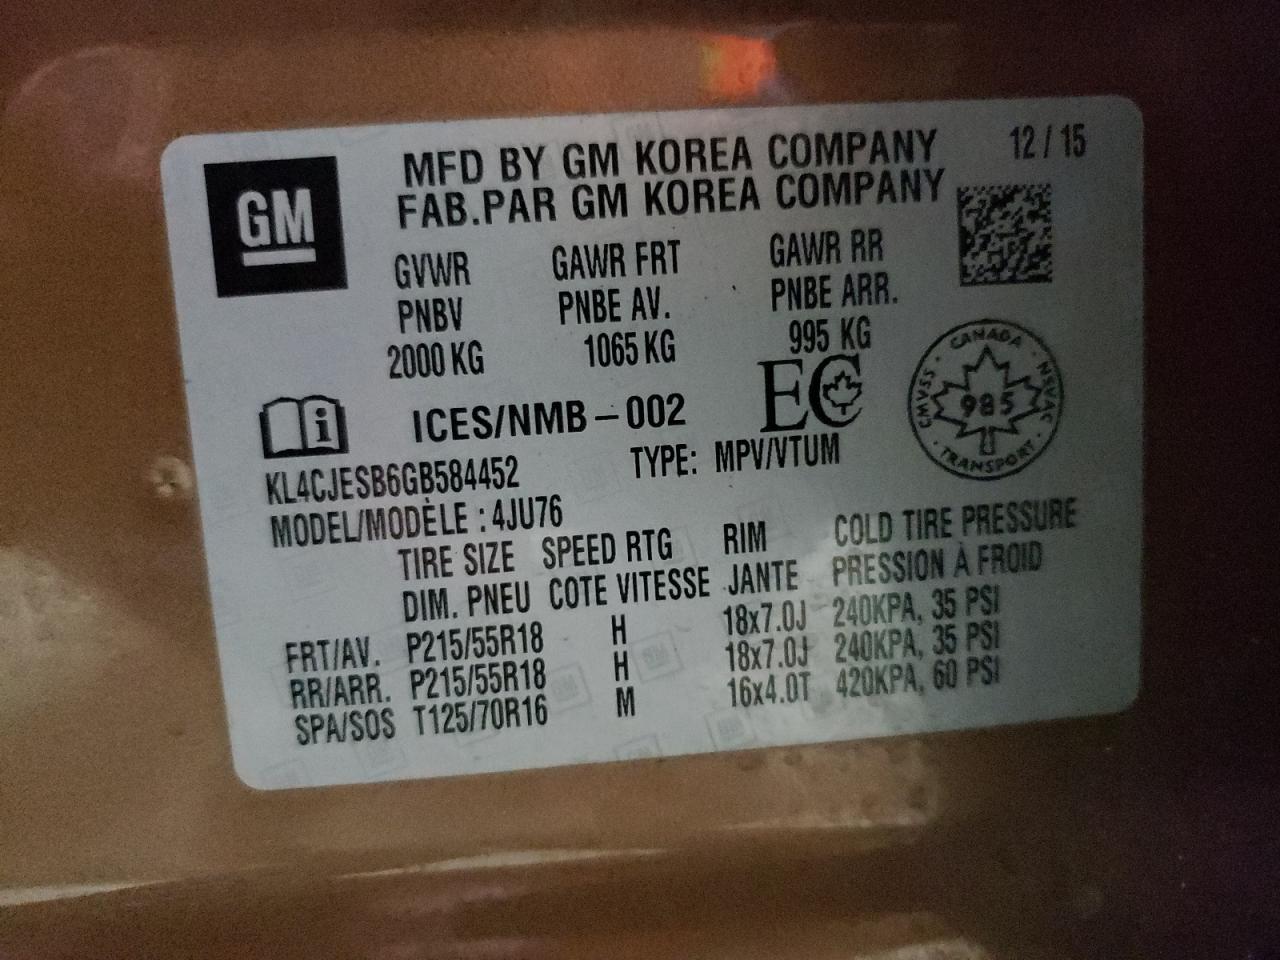 GM
MFD BY GM KOREA COMPANY 12 / 15
FAB.PAR GM KOREA COMPANY
GVWR GAWR FRT GAWR RR
PNBV PNBE AV. PNBE ARR.
2000 KG 1065 KG 995 KG
ICES/NMB – 002 EC
CANADA
CMVSS 985 NSVAC
TRANSPORT
KL4CJESB6GB584452 TYPE: MPV/VTUM
MODEL/MODÈLE : 4JU76
TIRE SIZE SPEED RTG RIM COLD TIRE PRESSURE
DIM. PNEU COTE VITESSE JANTE PRESSION À FROID
FRT/AV. P215/55R18 H 18x7.0J 240KPA, 35 PSI
RR/ARR. P215/55R18 H 18x7.0J 240KPA, 35 PSI
SPA/SOS T125/70R16 M 16x4.0T 420KPA, 60 PSI